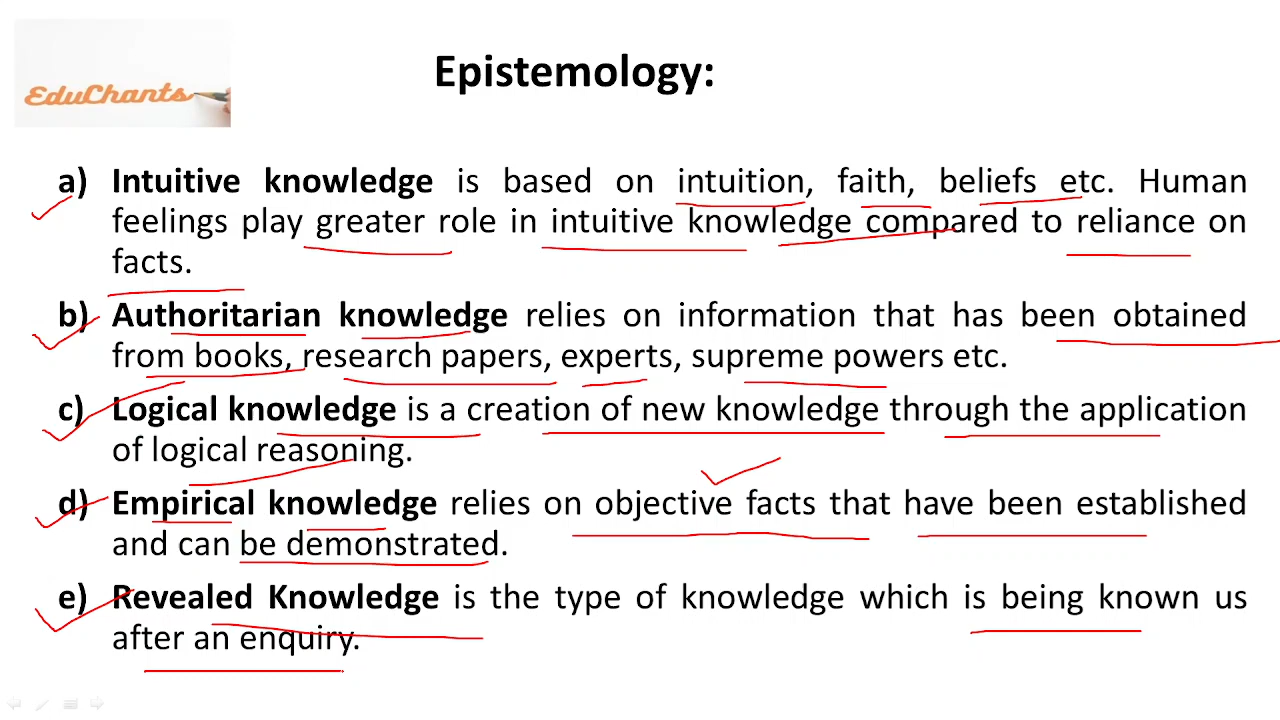 EduChants
Epistemology:
a) Intuitive knowledge is based on intuition, faith, beliefs etc. Human
feelings play greater role in intuitive knowledge compared to reliance on
facts.
b) Authoritarian knowledge relies on information that has been obtained
from books, research papers, experts, supreme powers etc.
c) Logical knowledge is a creation of new knowledge through the application
of logical reasoning.
d) Empirical knowledge relies on objective facts that have been established
and can be demonstrated.
e) Revealed Knowledge is the type of knowledge which is being known us
after an enquiry.